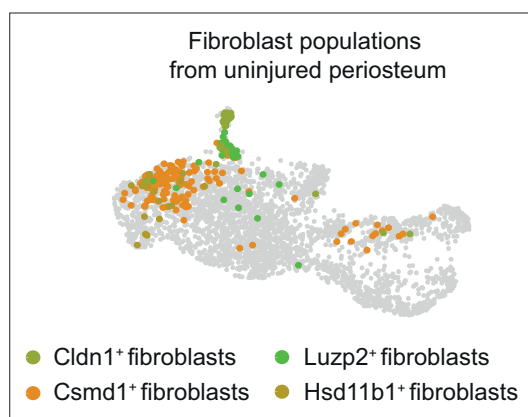 Fibroblast populations
from uninjured periosteum
Cldn1⁺ fibroblasts
Luzp2⁺ fibroblasts
Csmd1⁺ fibroblasts
Hsd11b1⁺ fibroblasts